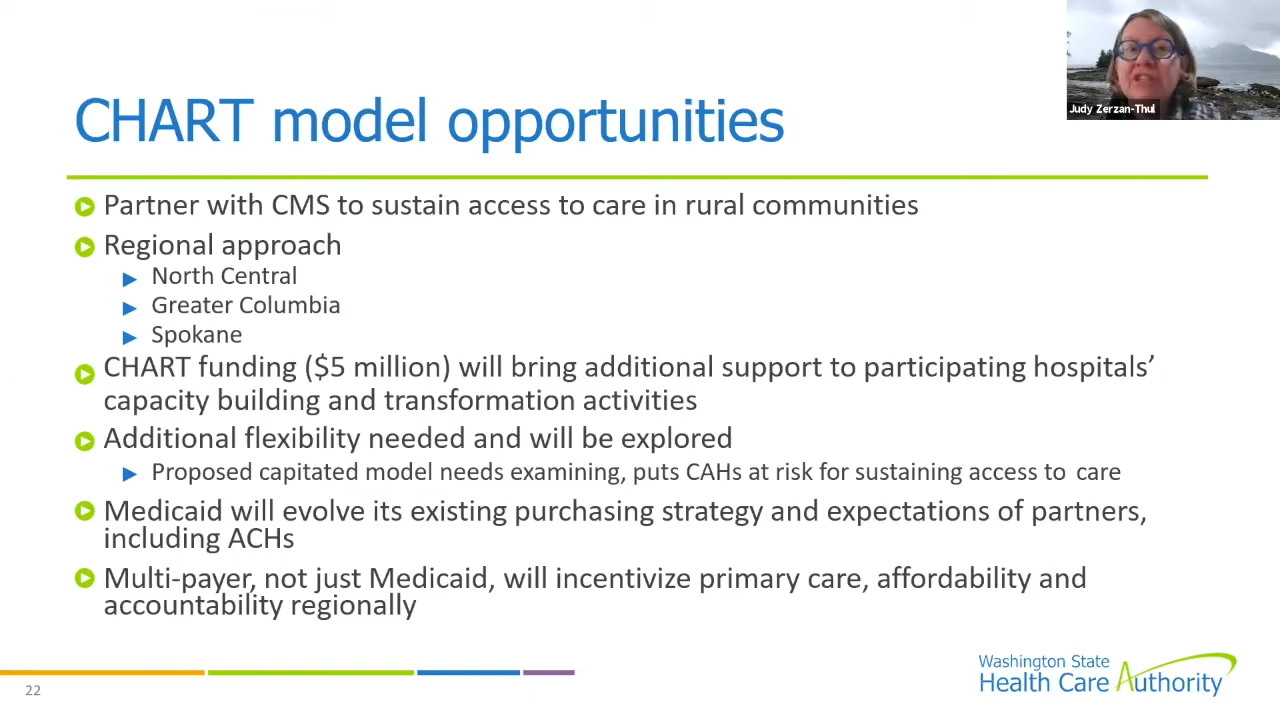 Judy Zerzan-Thul
CHART model opportunities
Partner with CMS to sustain access to care in rural communities
Regional approach
North Central
Greater Columbia
Spokane
CHART funding ($5 million) will bring additional support to participating hospitals’
capacity building and transformation activities
Additional flexibility needed and will be explored
Proposed capitated model needs examining, puts CAHs at risk for sustaining access to care
Medicaid will evolve its existing purchasing strategy and expectations of partners,
including ACHs
Multi-payer, not just Medicaid, will incentivize primary care, affordability and
accountability regionally
22
Washington State
Health Care Authority